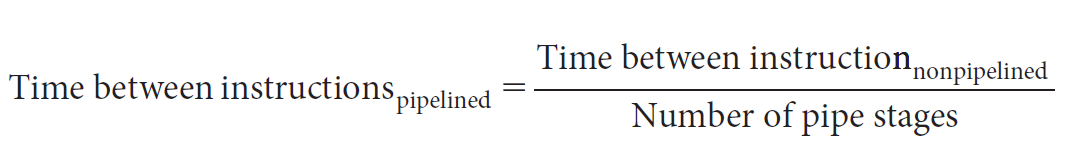 Time between instructions pipelined = Time between instruction nonpipelined
Number of pipe stages